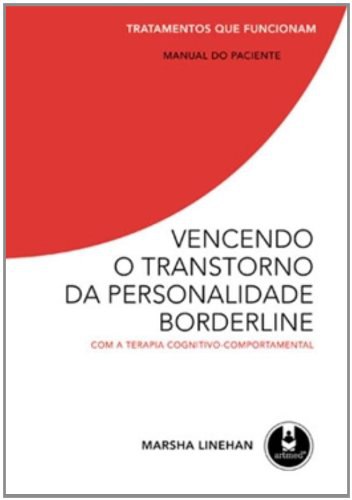 TRATAMENTOS QUE FUNCIONAM
MANUAL DO PACIENTE
VENCENDO
O TRANSTORNO
DA PERSONALIDADE
BORDERLINE
COM A TERAPIA COGNITIVO-COMPORTAMENTAL
MARSHA LINEHAN
artmed®